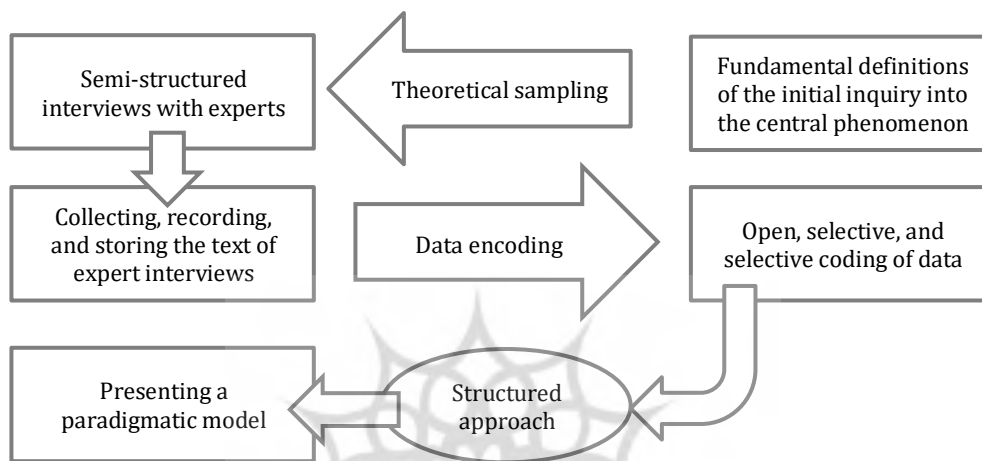 Semi-structured
interviews with experts
Theoretical sampling
Fundamental definitions
of the initial inquiry into
the central phenomenon
Collecting, recording,
and storing the text of
expert interviews
Data encoding
Open, selective, and
selective coding of data
Presenting a
paradigmatic model
Structured
approach